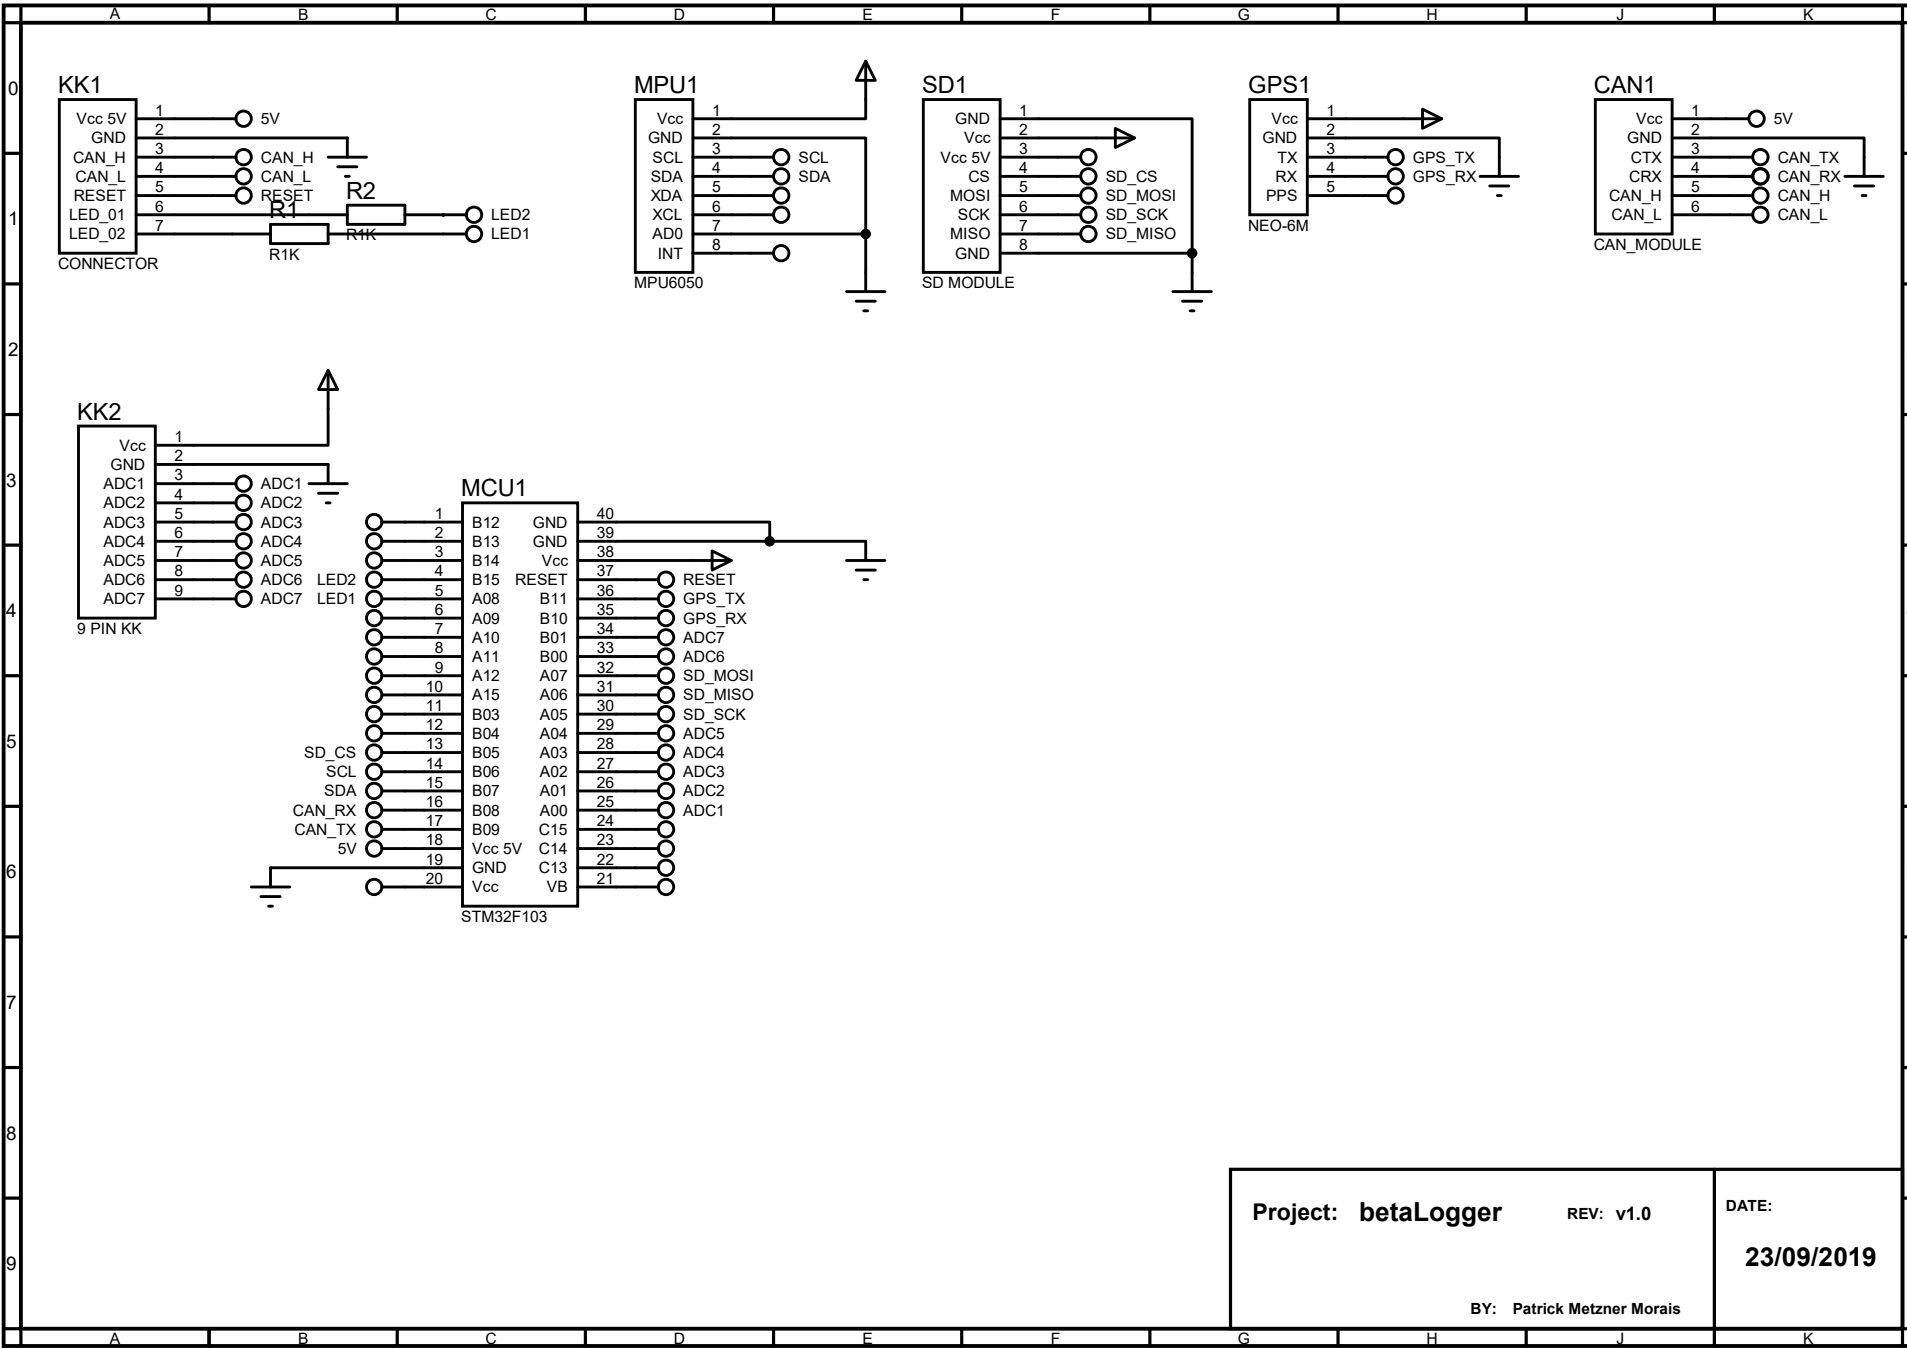 A B C D E F G H J K
0
1
2
3
4
5
6
7
8
9
KK1
Vcc 5V 1 5V
GND 2
CAN_H 3 CAN_H
CAN_L 4 CAN_L
RESET 5 RESET
LED_01 6 LED2
LED_02 7 LED1
CONNECTOR
R1
R1K
R2
R1K
MPU1
Vcc 1
GND 2
SCL 3 SCL
SDA 4 SDA
XDA 5
XCL 6
AD0 7
INT 8
MPU6050
SD1
GND 1
Vcc 2
Vcc 5V 3
CS 4 SD_CS
MOSI 5 SD_MOSI
SCK 6 SD_SCK
MISO 7 SD_MISO
GND 8
SD MODULE
GPS1
Vcc 1
GND 2
TX 3 GPS_TX
RX 4 GPS_RX
PPS 5
NEO-6M
CAN1
Vcc 1 5V
GND 2
CTX 3 CAN_TX
CRX 4 CAN_RX
CAN_H 5 CAN_H
CAN_L 6 CAN_L
CAN_MODULE
KK2
Vcc 1
GND 2
ADC1 3 ADC1
ADC2 4 ADC2
ADC3 5 ADC3
ADC4 6 ADC4
ADC5 7 ADC5
ADC6 8 ADC6
ADC7 9 ADC7
9 PIN KK
MCU1
1 B12 GND 40
2 B13 GND 39
3 B14 Vcc 38
LED2 4 B15 RESET 37 RESET
LED1 5 A08 B11 36 GPS_TX
6 A09 B10 35 GPS_RX
7 A10 B01 34 ADC7
8 A11 B00 33 ADC6
9 A12 A07 32 SD_MOSI
10 A15 A06 31 SD_MISO
11 B03 A05 30 SD_SCK
12 B04 A04 29 ADC5
SD_CS 13 B05 A03 28 ADC4
SCL 14 B06 A02 27 ADC3
SDA 15 B07 A01 26 ADC2
CAN_RX 16 B08 A00 25 ADC1
CAN_TX 17 B09 C15 24
5V 18 Vcc 5V C14 23
19 GND C13 22
20 Vcc VB 21
STM32F103
Project: betaLogger REV: v1.0
DATE:
23/09/2019
BY: Patrick Metzner Morais
A B C D E F G H J K